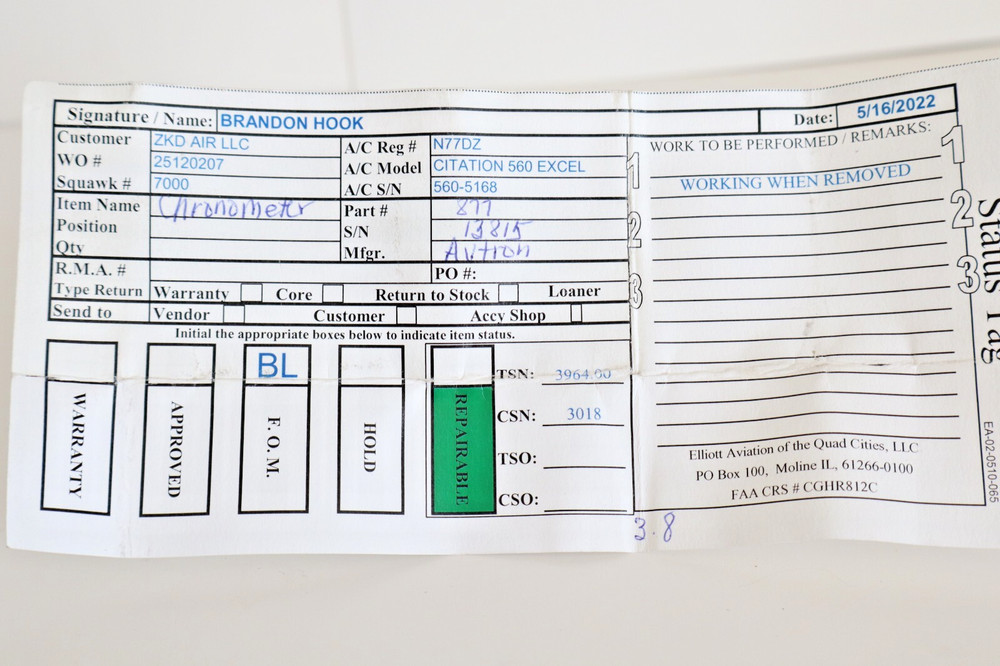 Signature / Name: BRANDON HOOK Date: 5/16/2022
Customer ZKD AIR LLC A/C Reg # N77DZ
WO # 25120207 A/C Model CITATION 560 EXCEL
Squawk # 7000 A/C S/N 560-5168
Item Name Chronometer Part # 877
Position S/N 13815
Qty Mfgr. Avtron
R.M.A. # PO #:
Type Return Warranty Core Return to Stock Loaner
Send to Vendor Customer Accy Shop
Initial the appropriate boxes below to indicate item status.
WARRANTY
APPROVED
BL
F.O.M.
HOLD
REPAIRABLE
TSN: 3964.00
CSN: 3018
TSO:
CSO:
WORK TO BE PERFORMED / REMARKS:
WORKING WHEN REMOVED
1
2
3
1
2
3
Elliott Aviation of the Quad Cities, LLC
PO Box 100, Moline IL, 61266-0100
FAA CRS # CGHR812C
3.8
Status Tag
EA-02-0510-065